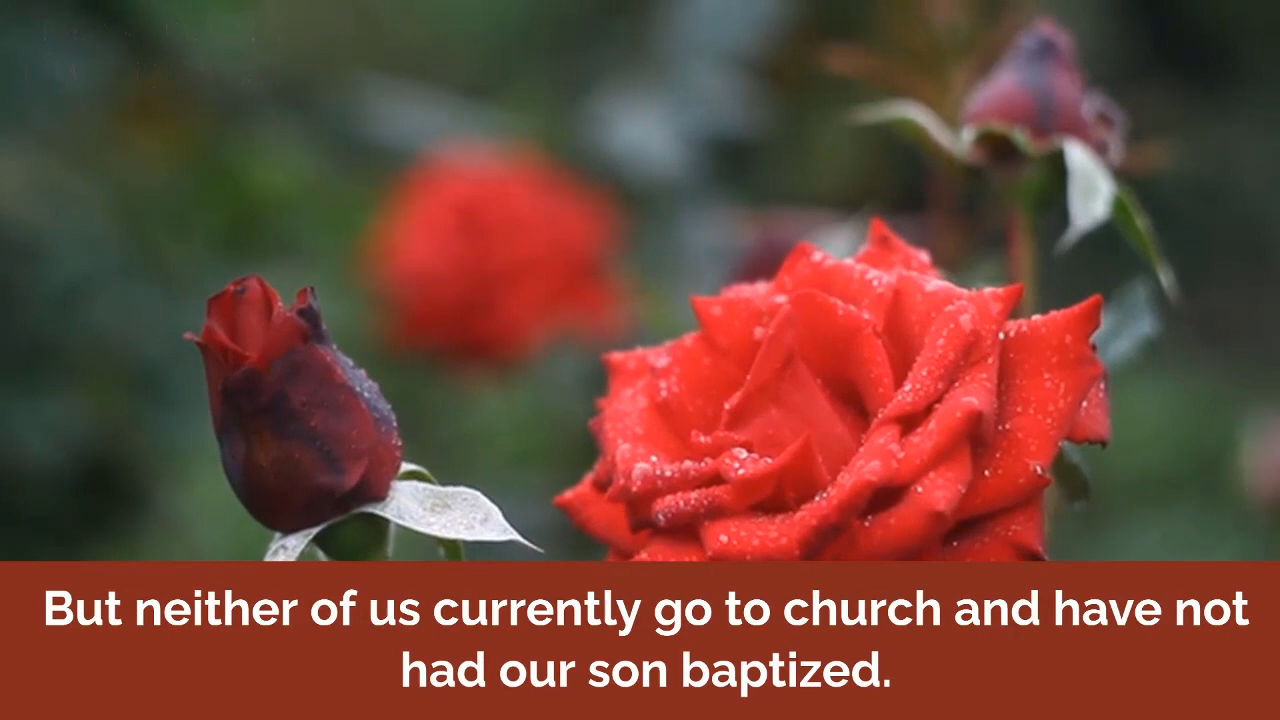 But neither of us currently go to church and have not
had our son baptized.